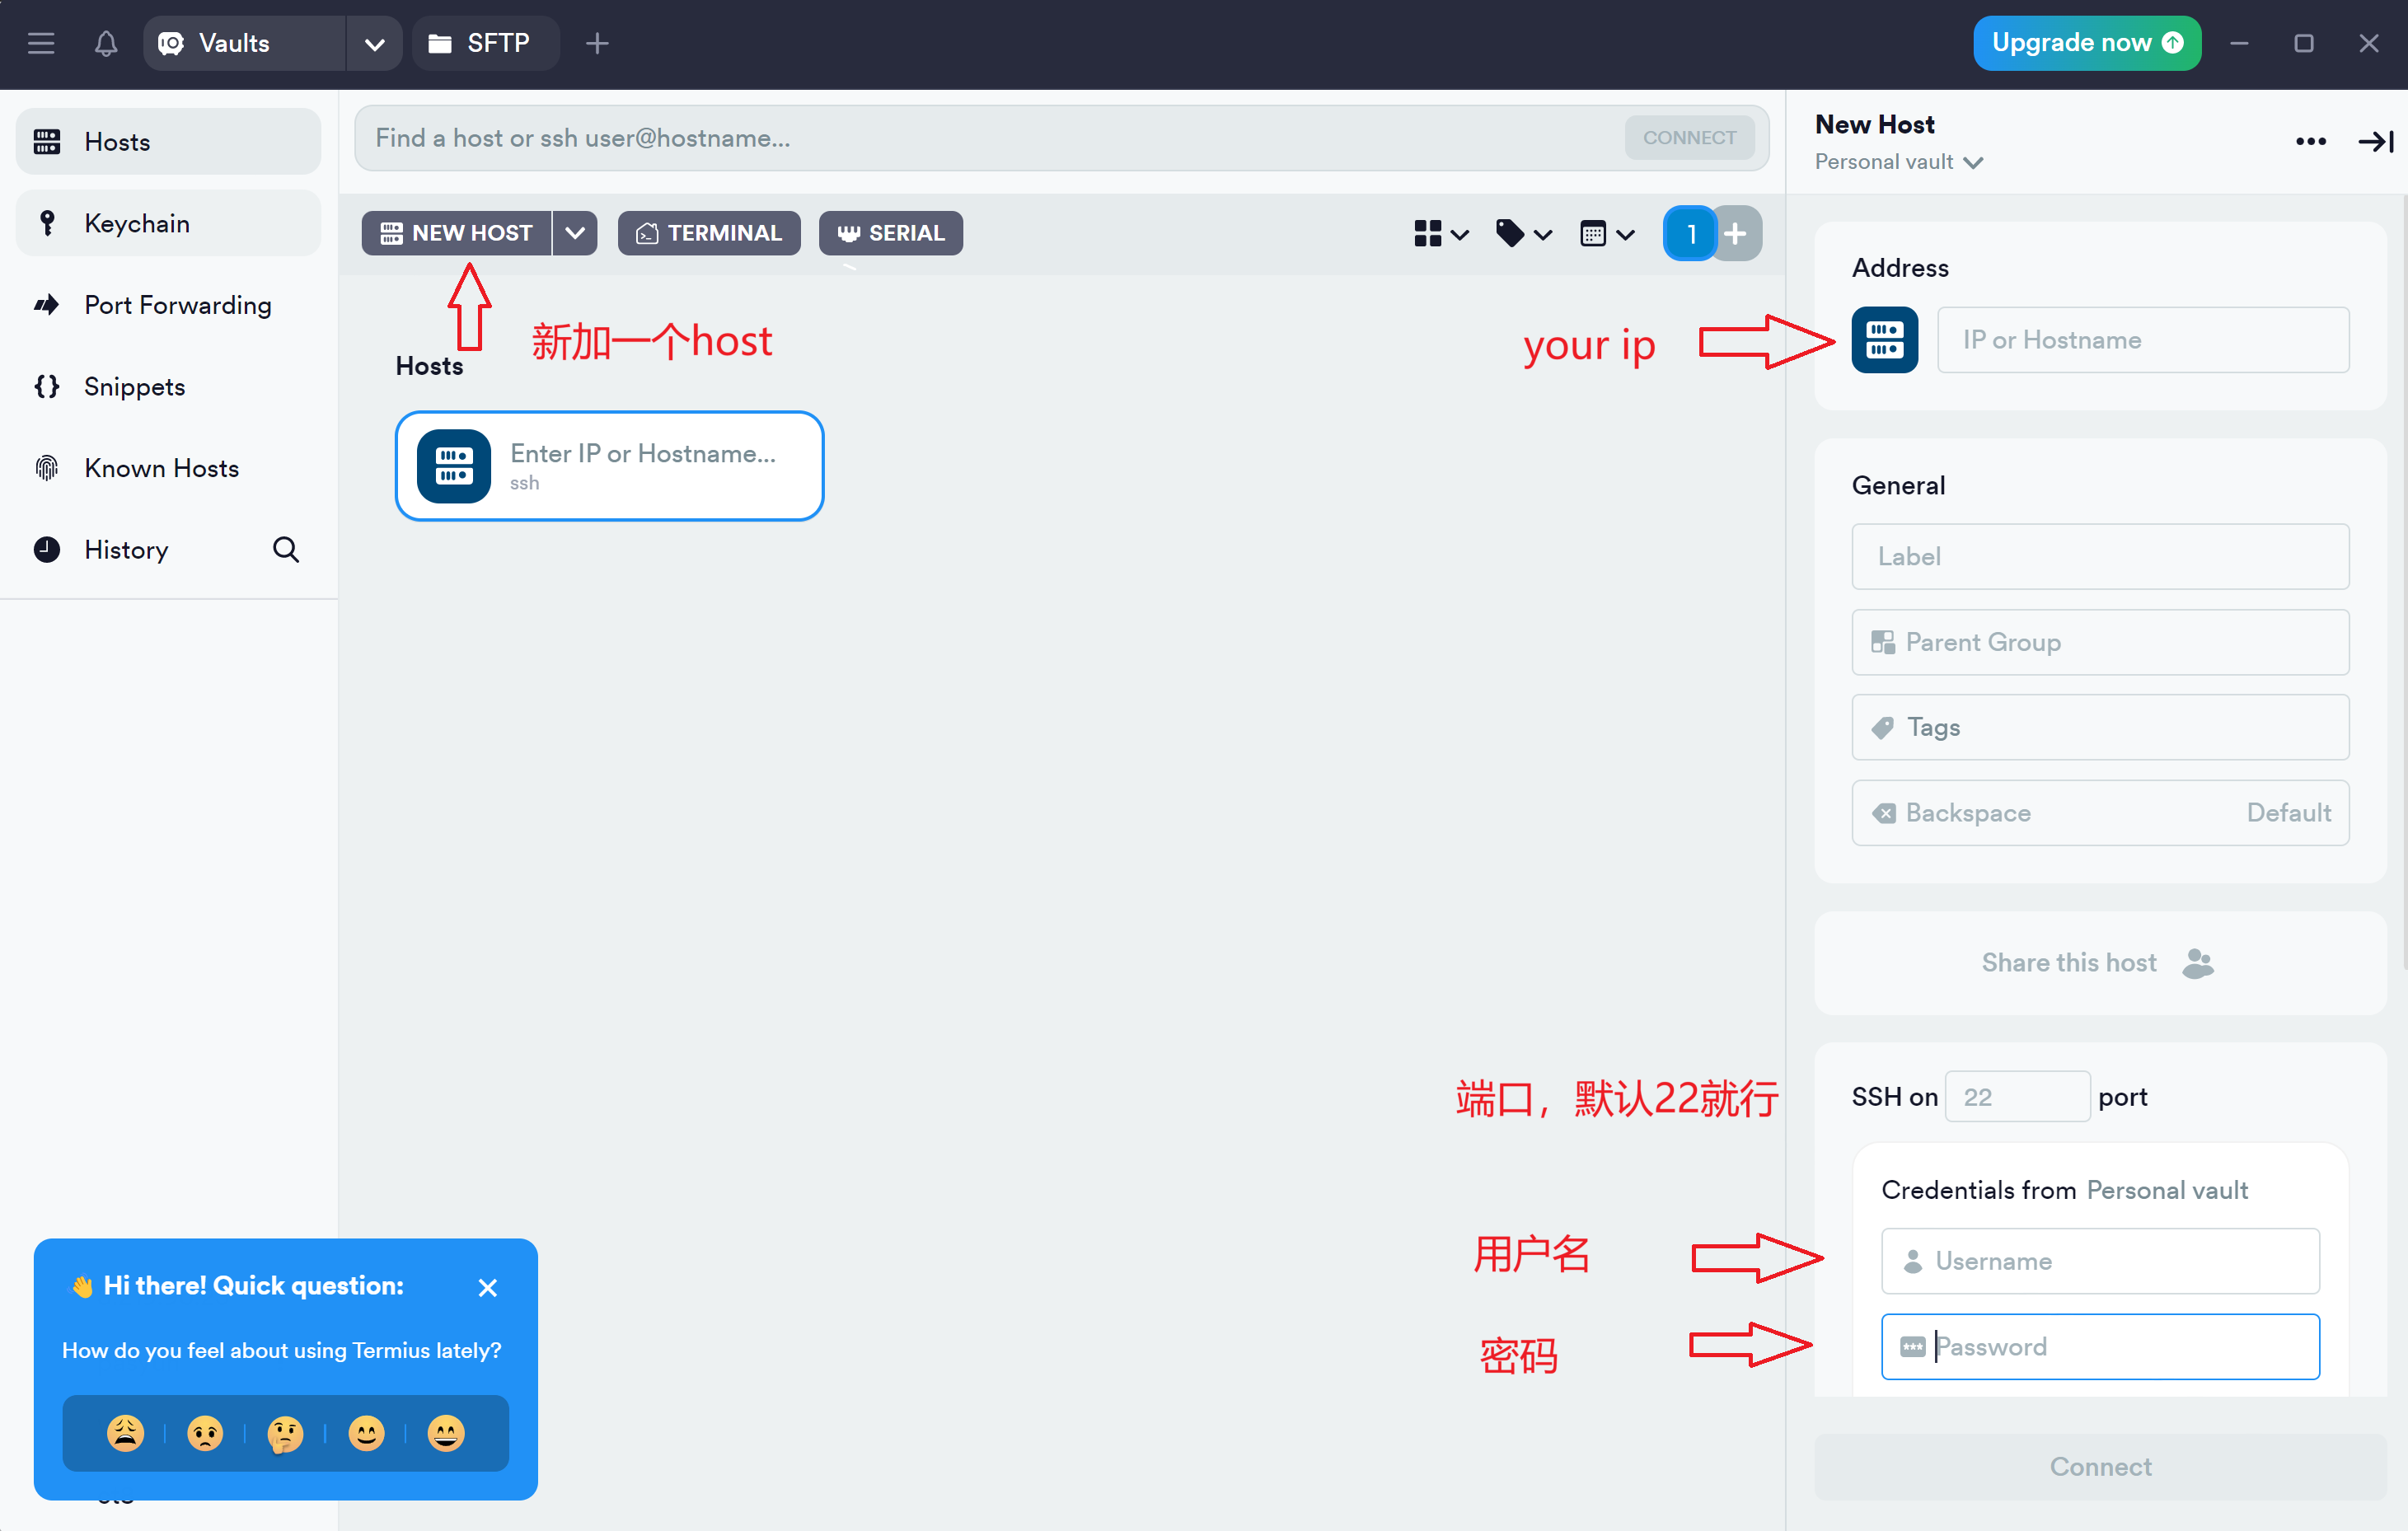 Vaults
SFTP
Upgrade now
Hosts
Keychain
Port Forwarding
Snippets
Known Hosts
History
Find a host or ssh user@hostname...
CONNECT
NEW HOST
TERMINAL
SERIAL
1
新加一个host
Hosts
Enter IP or Hostname...
ssh
your ip
端口，默认22就行
用户名
密码
New Host
Personal vault
Address
IP or Hostname
General
Label
Parent Group
Tags
Backspace Default
Share this host
SSH on 22 port
Credentials from Personal vault
Username
Password
Connect
👋 Hi there! Quick question:
How do you feel about using Termius lately?